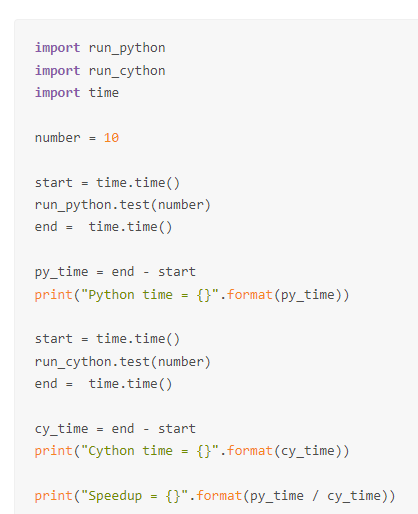 import run_python
import run_cython
import time
number = 10
start = time.time()
run_python.test(number)
end =  time.time()
py_time = end - start
print("Python time = {}".format(py_time))
start = time.time()
run_cython.test(number)
end =  time.time()
cy_time = end - start
print("Cython time = {}".format(cy_time))
print("Speedup = {}".format(py_time / cy_time))